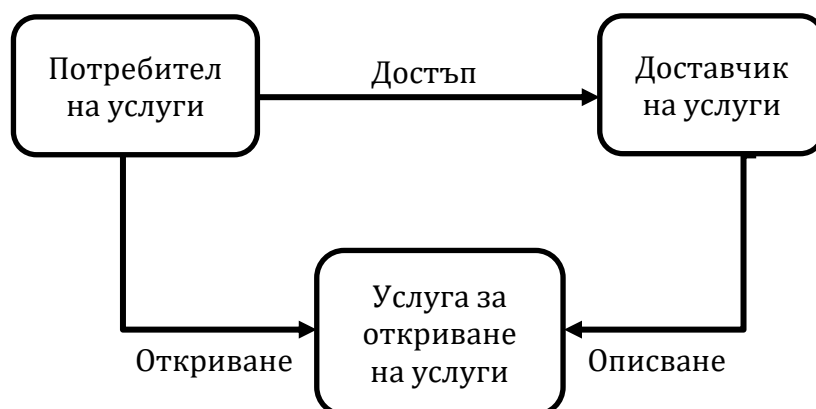 Потребител
на услуги
Достъп
Доставчик
на услуги
Услуга за
откриване
на услуги
Откриване
Описване